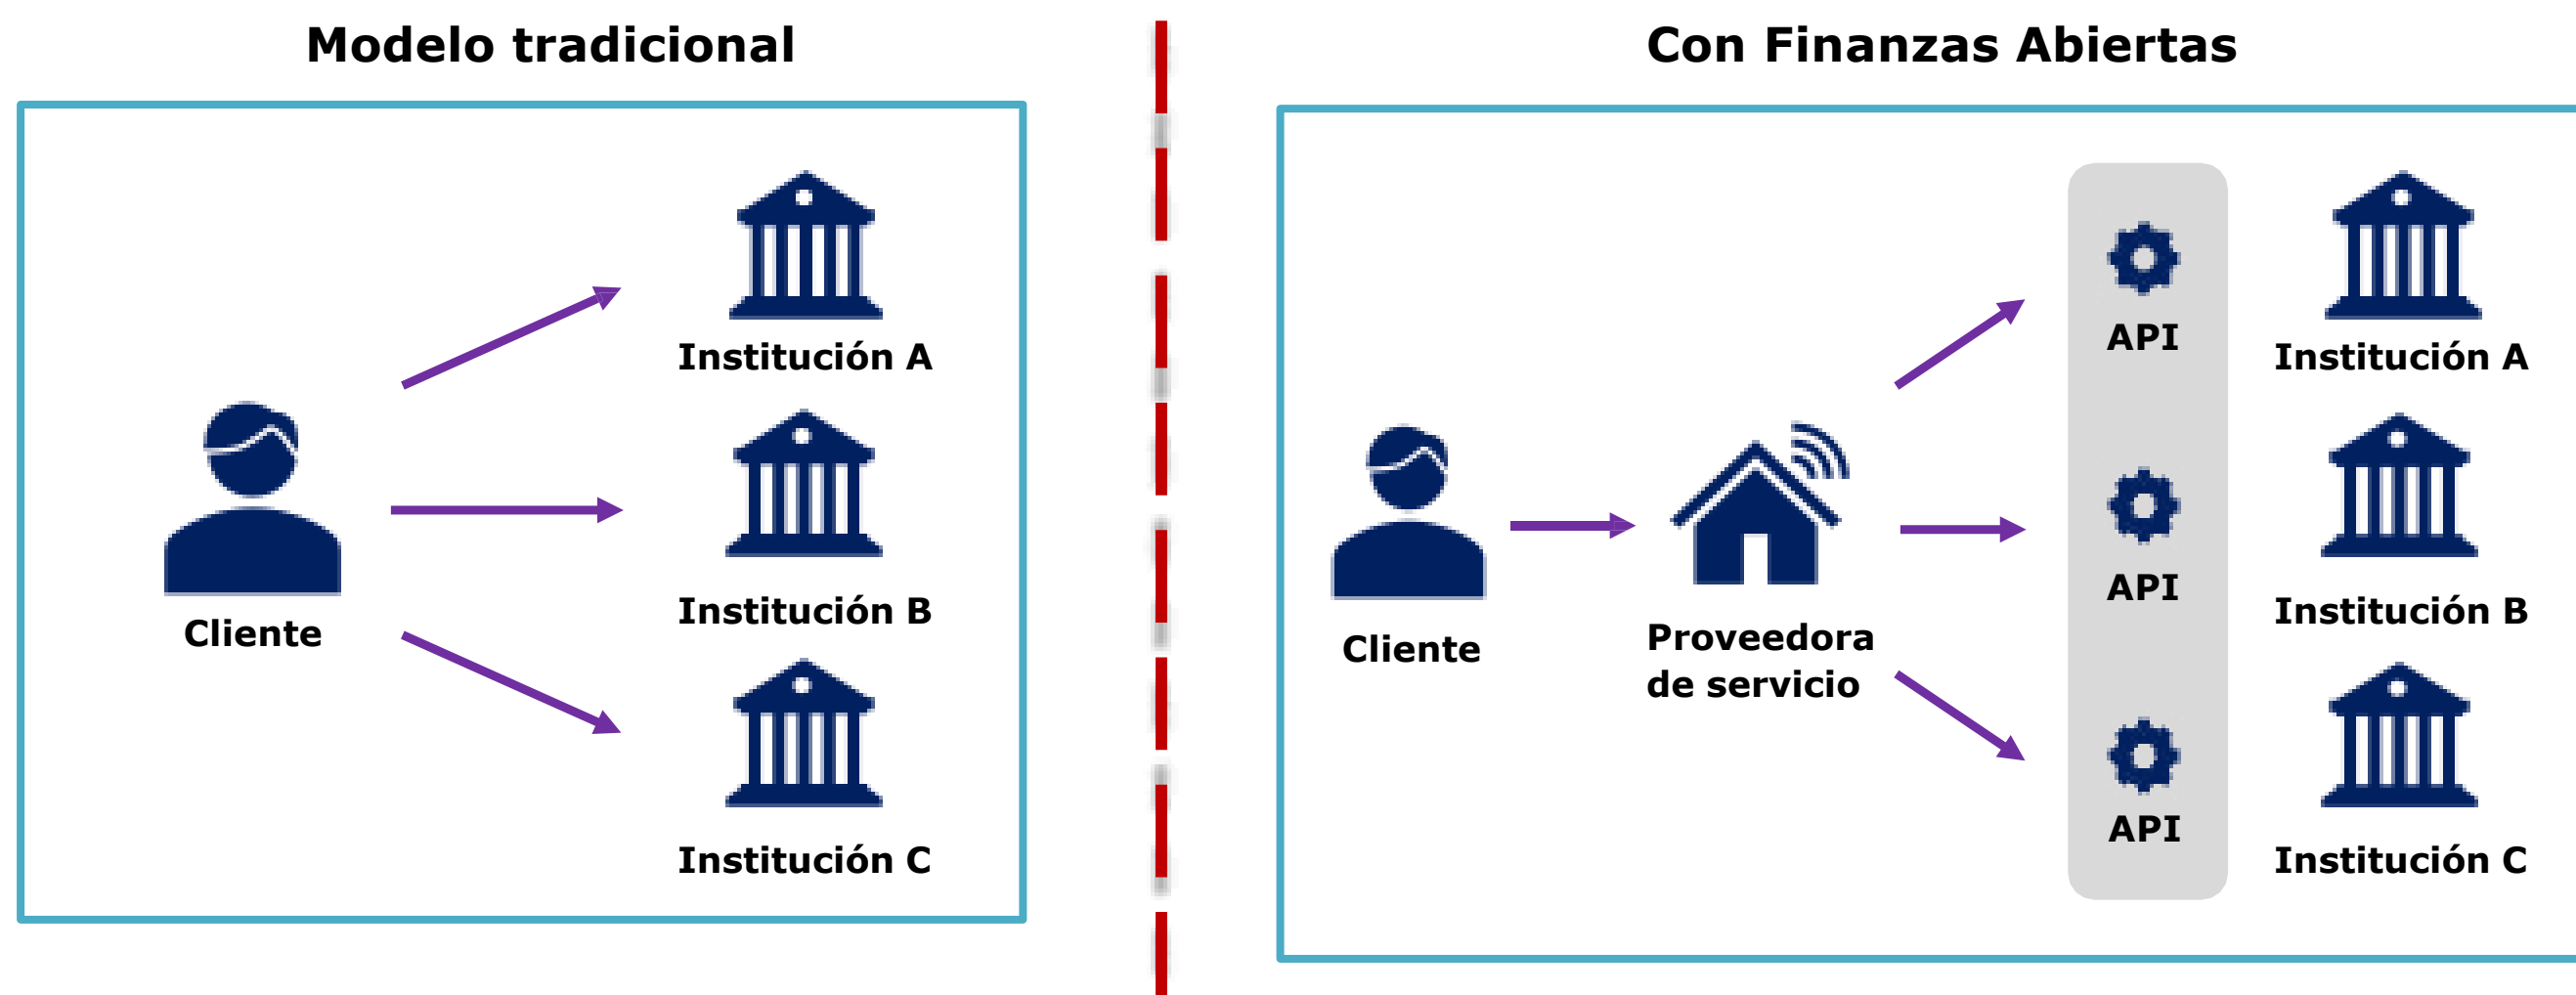 Modelo tradicional
Institución A
Institución B
Cliente
Institución C
Con Finanzas Abiertas
API
Institución A
API
Institución B
Cliente
Proveedora
de servicio
API
Institución C